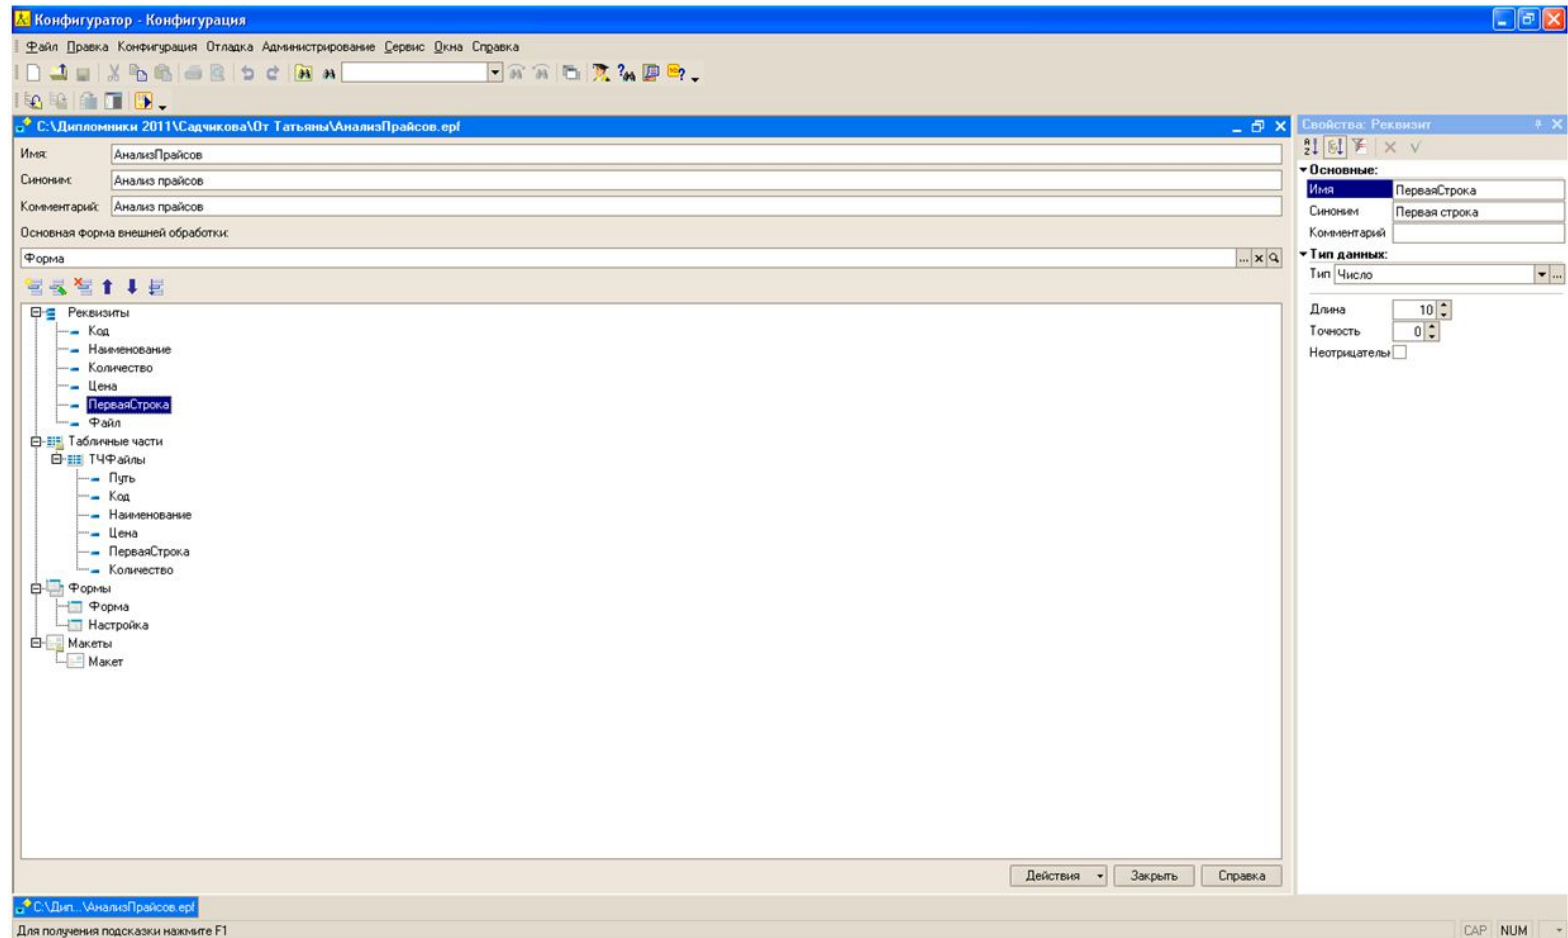 Конфигуратор - Конфигурация
Файл Правка Конфигурация Отладка Администрирование Сервис Окна Справка
C:\Дипломники 2011\Садчикова\От Татьяны\АнализПрайсов.epf
Имя: АнализПрайсов
Синоним: Анализ прайсов
Комментарий: Анализ прайсов
Основная форма внешней обработки:
Форма
Реквизиты
Код
Наименование
Количество
Цена
ПерваяСтрока
Файл
Табличные части
ТЧФайлы
Путь
Код
Наименование
Цена
ПерваяСтрока
Количество
Формы
Форма
Настройка
Макеты
Макет
Действия Закрыть Справка
Свойства: Реквизит
Основные:
Имя ПерваяСтрока
Синоним Первая строка
Комментарий
Тип данных:
Тип Число
Длина 10
Точность 0
Неотрицательн
C:\Дип...\АнализПрайсов.epf
Для получения подсказки нажмите F1
CAP NUM